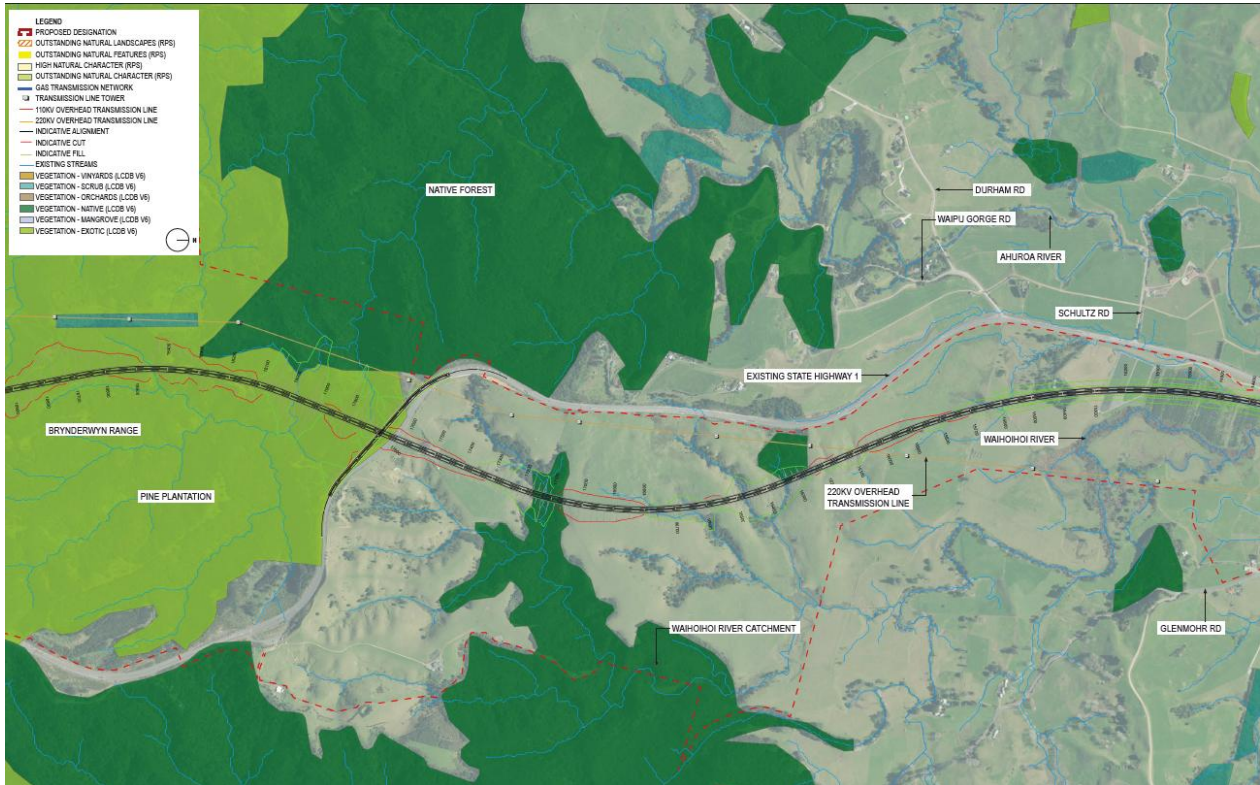 LEGEND
PROPOSED DESIGNATION
OUTSTANDING NATURAL LANDSCAPES (RPS)
OUTSTANDING NATURAL FEATURES (RPS)
HIGH NATURAL CHARACTER (RPS)
OUTSTANDING NATURAL CHARACTER (RPS)
GAS TRANSMISSION NETWORK
TRANSMISSION LINE TOWER
110KV OVERHEAD TRANSMISSION LINE
220KV OVERHEAD TRANSMISSION LINE
INDICATIVE ALIGNMENT
INDICATIVE CUT
INDICATIVE FILL
EXISTING STREAMS
VEGETATION - VINYARDS (LCDB V6)
VEGETATION - SCRUB (LCDB V6)
VEGETATION - ORCHARDS (LCDB V6)
VEGETATION - NATIVE (LCDB V6)
VEGETATION - MANGROVE (LCDB V6)
VEGETATION - EXOTIC (LCDB V6)
N
NATIVE FOREST
DURHAM RD
WAIPU GORGE RD
AHUROA RIVER
SCHULTZ RD
EXISTING STATE HIGHWAY 1
BRYNDERWYN RANGE
WAIHOIHOI RIVER
PINE PLANTATION
220KV OVERHEAD
TRANSMISSION LINE
WAIHOIHOI RIVER CATCHMENT
GLENMOHR RD